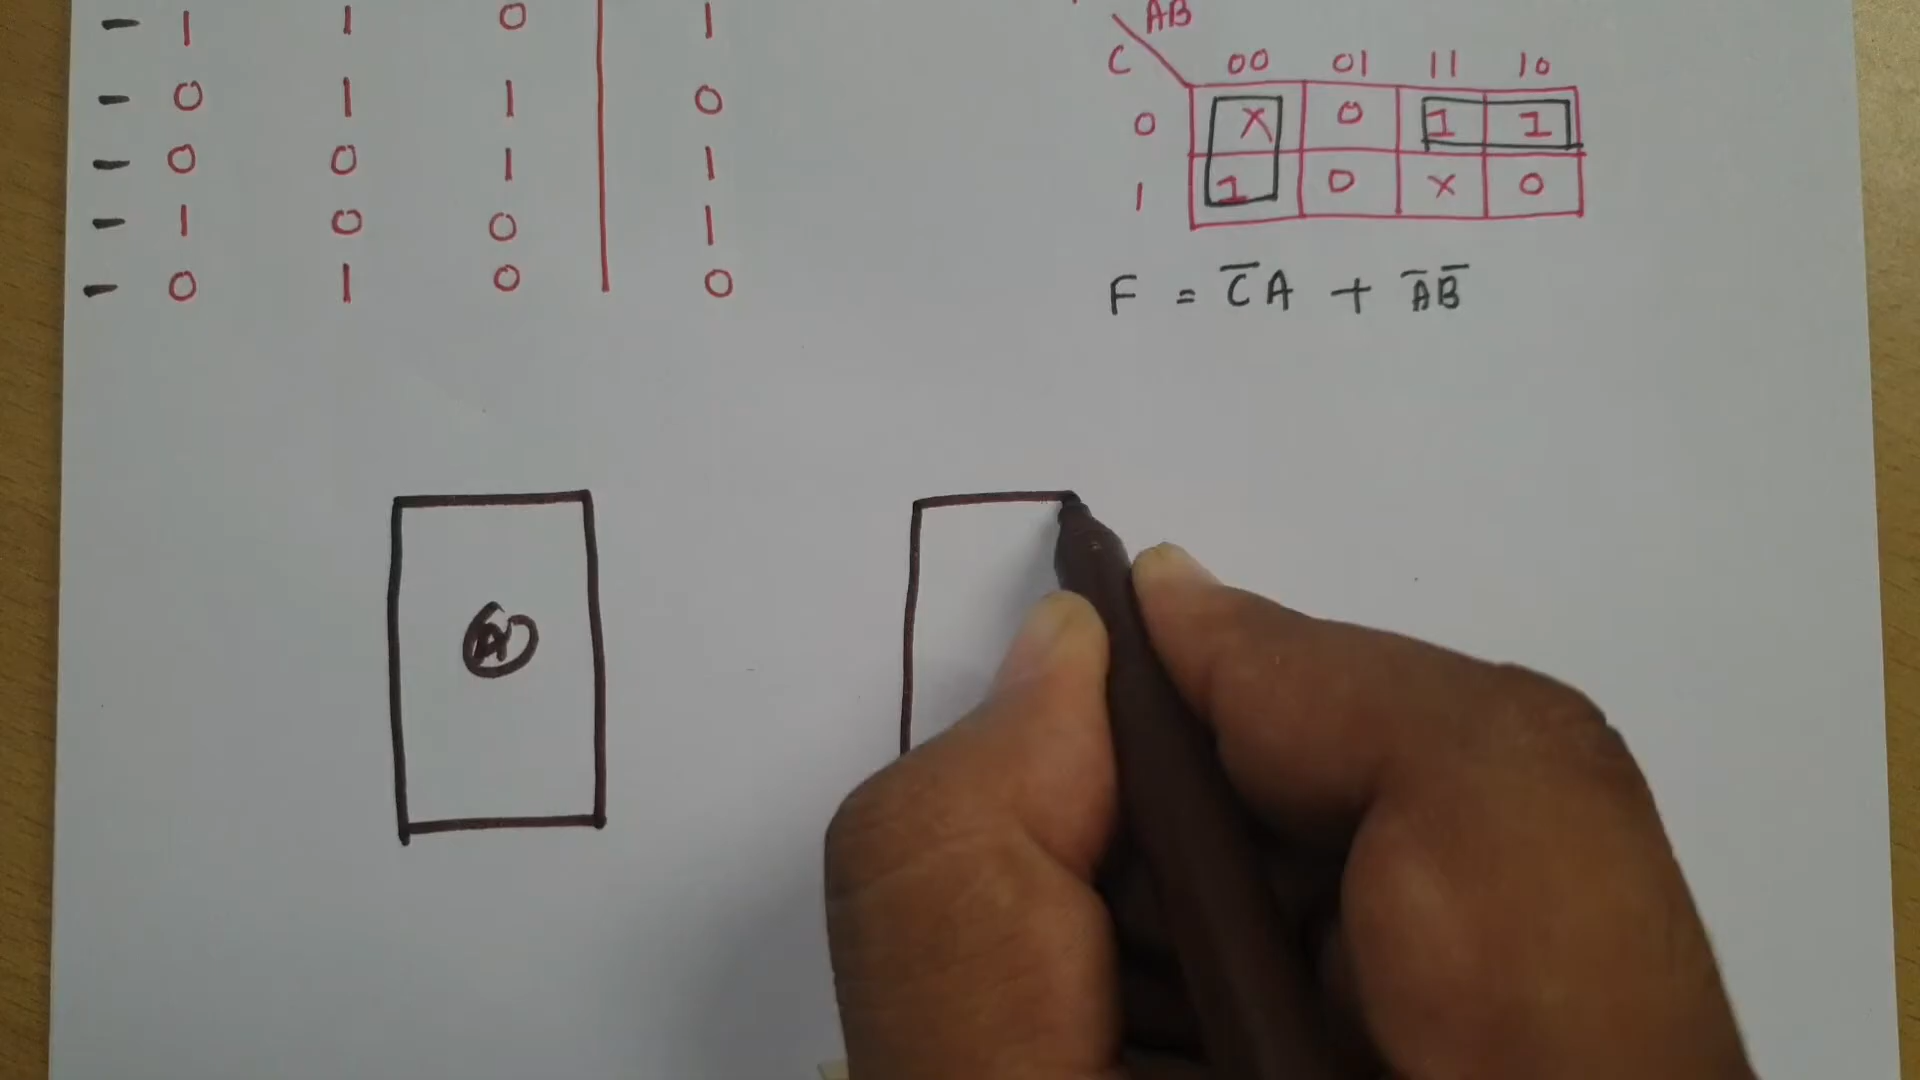 - 1 1 0 | 1
- 0 1 1 | 0
- 0 0 1 | 1
- 1 0 0 | 1
- 0 1 0 | 0
AB
C 00 01 11 10
0 X 0 1 1
1 1 0 X 0
F = C̅A + A̅B̅
A